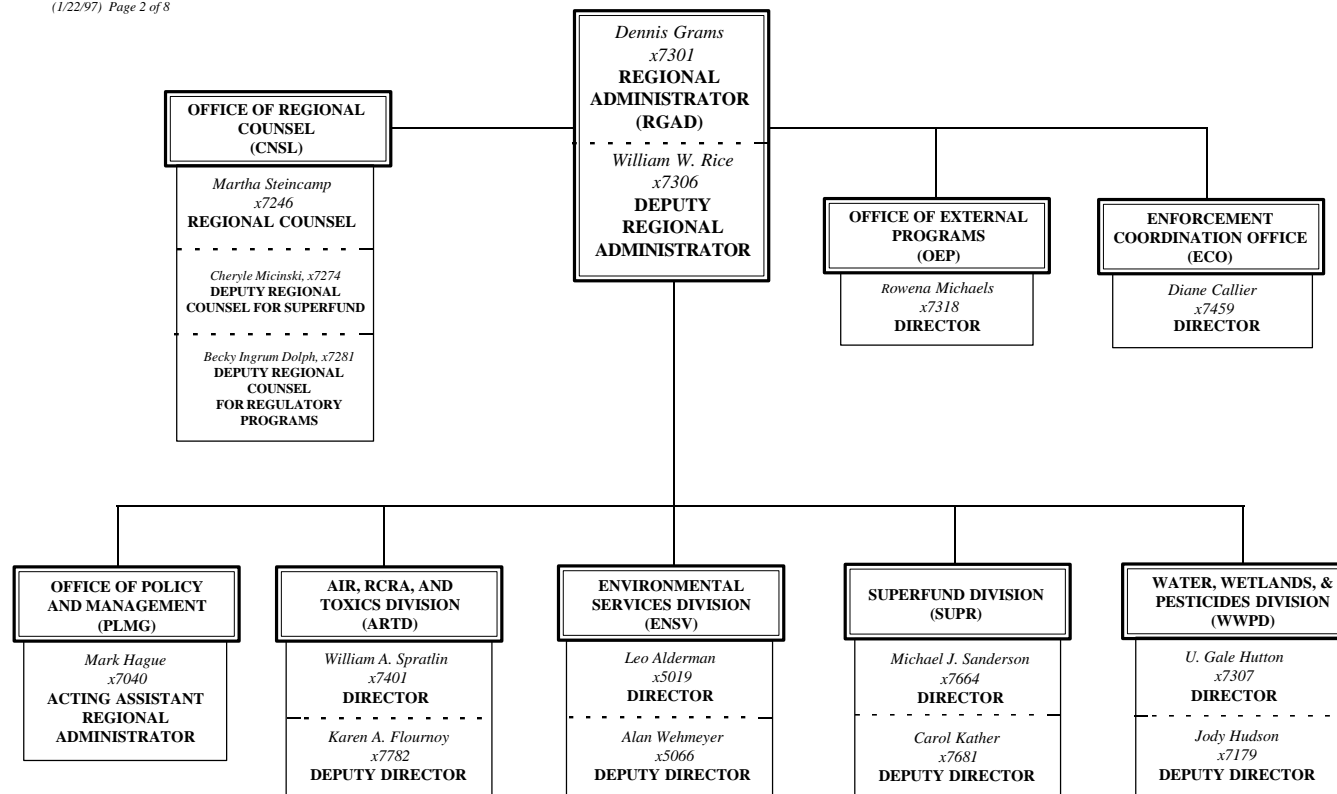 (1/22/97) Page 2 of 8
Dennis Grams
x7301
REGIONAL
ADMINISTRATOR
(RGAD)
William W. Rice
x7306
DEPUTY
REGIONAL
ADMINISTRATOR
OFFICE OF REGIONAL
COUNSEL
(CNSL)
Martha Steincamp
x7246
REGIONAL COUNSEL
Cheryle Micinski, x7274
DEPUTY REGIONAL
COUNSEL FOR SUPERFUND
Becky Ingrum Dolph, x7281
DEPUTY REGIONAL
COUNSEL
FOR REGULATORY
PROGRAMS
OFFICE OF EXTERNAL
PROGRAMS
(OEP)
Rowena Michaels
x7318
DIRECTOR
ENFORCEMENT
COORDINATION OFFICE
(ECO)
Diane Callier
x7459
DIRECTOR
OFFICE OF POLICY
AND MANAGEMENT
(PLMG)
Mark Hague
x7040
ACTING ASSISTANT
REGIONAL
ADMINISTRATOR
AIR, RCRA, AND
TOXICS DIVISION
(ARTD)
William A. Spratlin
x7401
DIRECTOR
Karen A. Flournoy
x7782
DEPUTY DIRECTOR
ENVIRONMENTAL
SERVICES DIVISION
(ENSV)
Leo Alderman
x5019
DIRECTOR
Alan Wehmeyer
x5066
DEPUTY DIRECTOR
SUPERFUND DIVISION
(SUPR)
Michael J. Sanderson
x7664
DIRECTOR
Carol Kather
x7681
DEPUTY DIRECTOR
WATER, WETLANDS, &
PESTICIDES DIVISION
(WWPD)
U. Gale Hutton
x7307
DIRECTOR
Jody Hudson
x7179
DEPUTY DIRECTOR